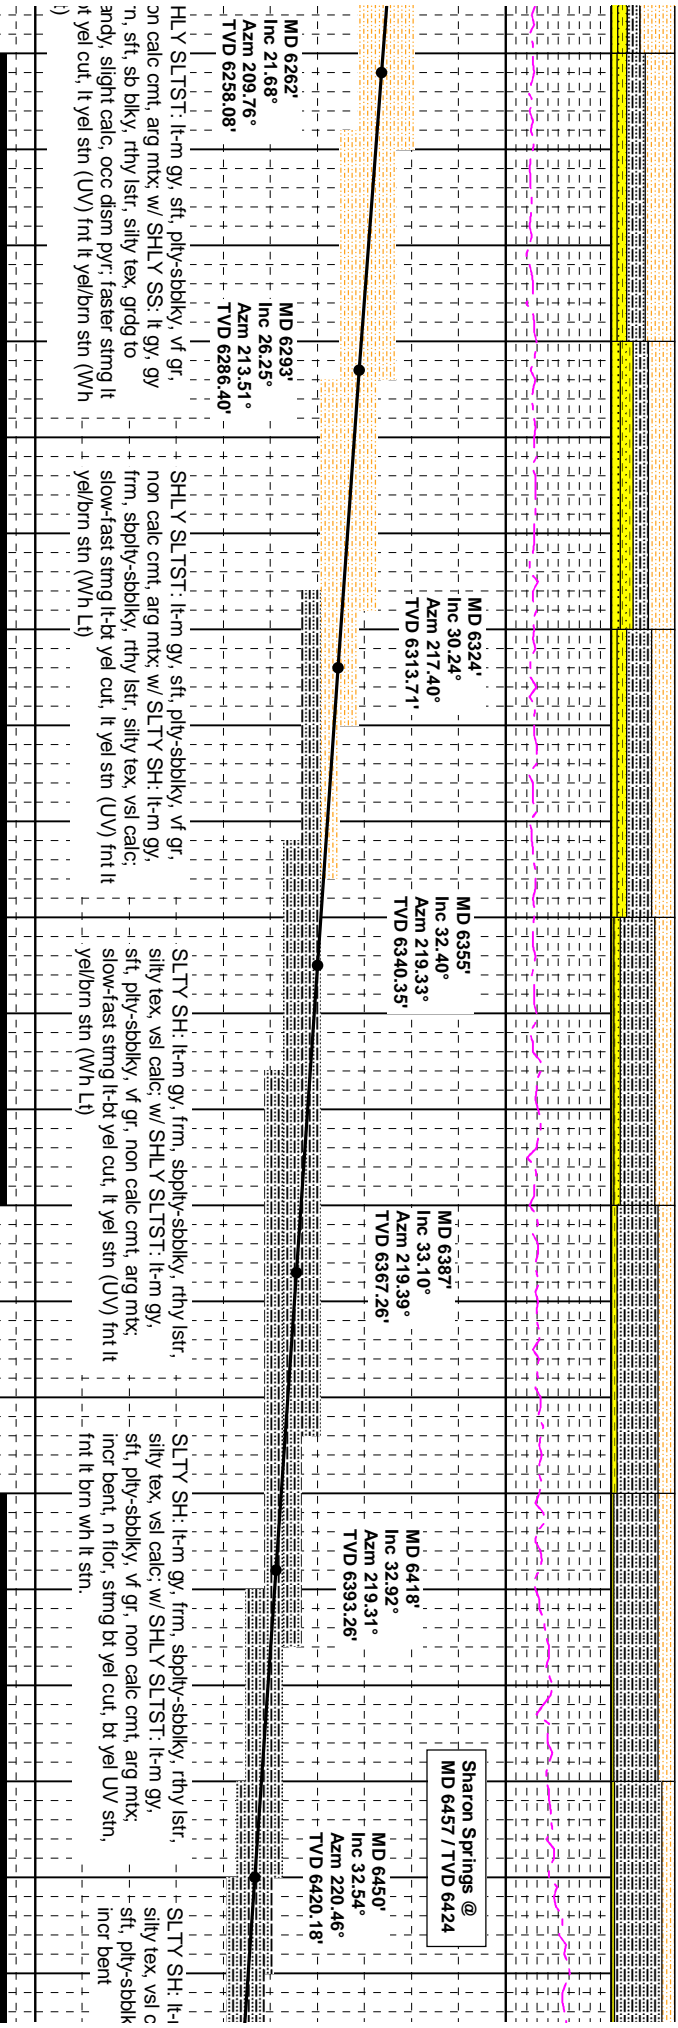 MD 6262'
Inc 21.68°
Azm 209.76°
TVD 6258.08'
HLY SLTST: lt-m gy, sft, plty-sbblky, vf gr,
on calc cmt, arg mtx; w/ SHLY SS: lt gy, gy
n, sft, sb blky, rthy lstr, silty tex, grdg to
andy, slight calc, occ dism pyr; faster stmg lt
t yel cut, lt yel stn (UV) fnt lt yel/brn stn (Wh
t)
MD 6293'
Inc 26.25°
Azm 213.51°
TVD 6286.40'
SHLY SLTST: lt-m gy, sft, plty-sbblky, vf gr,
non calc cmt, arg mtx; w/ SLTY SH: lt-m gy,
frm, sbplty-sbblky, rthy lstr, silty tex, vsl calc;
slow-fast stmg lt-bt yel cut, lt yel stn (UV) fnt lt
yel/brn stn (Wh Lt)
MD 6324'
Inc 30.24°
Azm 217.40°
TVD 6313.71'
MD 6355'
Inc 32.40°
Azm 219.33°
TVD 6340.35'
SLTY SH: lt-m gy, frm, sbplty-sbblky, rthy lstr,
silty tex, vsl calc; w/ SHLY SLTST: lt-m gy,
sft, plty-sbblky, vf gr, non calc cmt, arg mtx;
slow-fast stmg lt-bt yel cut, lt yel stn (UV) fnt lt
yel/brn stn (Wh Lt)
MD 6387'
Inc 33.10°
Azm 219.39°
TVD 6367.26'
MD 6418'
Inc 32.92°
Azm 219.31°
TVD 6393.26'
SLTY SH: lt-m gy, frm, sbplty-sbblky, rthy lstr,
silty tex, vsl calc; w/ SHLY SLTST: lt-m gy,
sft, plty-sbblky, vf gr, non calc cmt, arg mtx;
incr bent, n flor, stmg bt yel cut, bt yel UV stn,
fnt lt brn wh lt stn.
Sharon Springs @
MD 6457 / TVD 6424
MD 6450'
Inc 32.54°
Azm 220.46°
TVD 6420.18'
SLTY SH: lt-
silty tex, vsl c
sft, plty-sbblk
incr bent